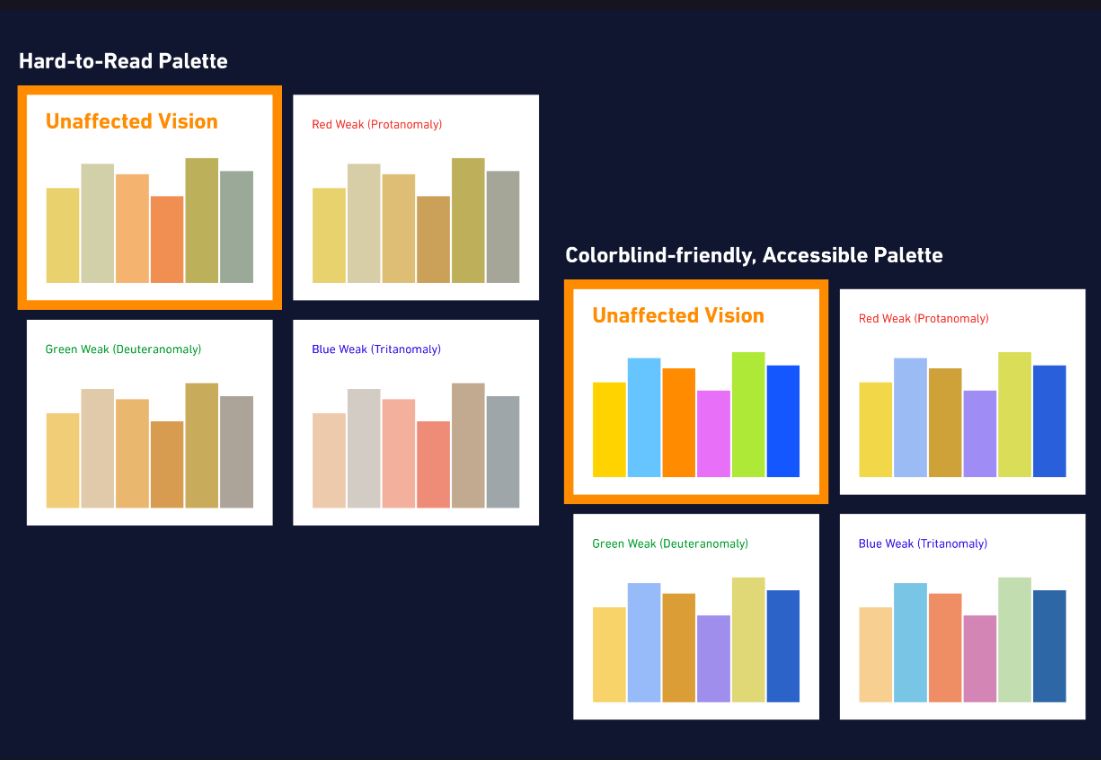 Hard-to-Read Palette
Unaffected Vision
Red Weak (Protanomaly)
Green Weak (Deuteranomaly)
Blue Weak (Tritanomaly)
Colorblind-friendly, Accessible Palette
Unaffected Vision
Red Weak (Protanomaly)
Green Weak (Deuteranomaly)
Blue Weak (Tritanomaly)